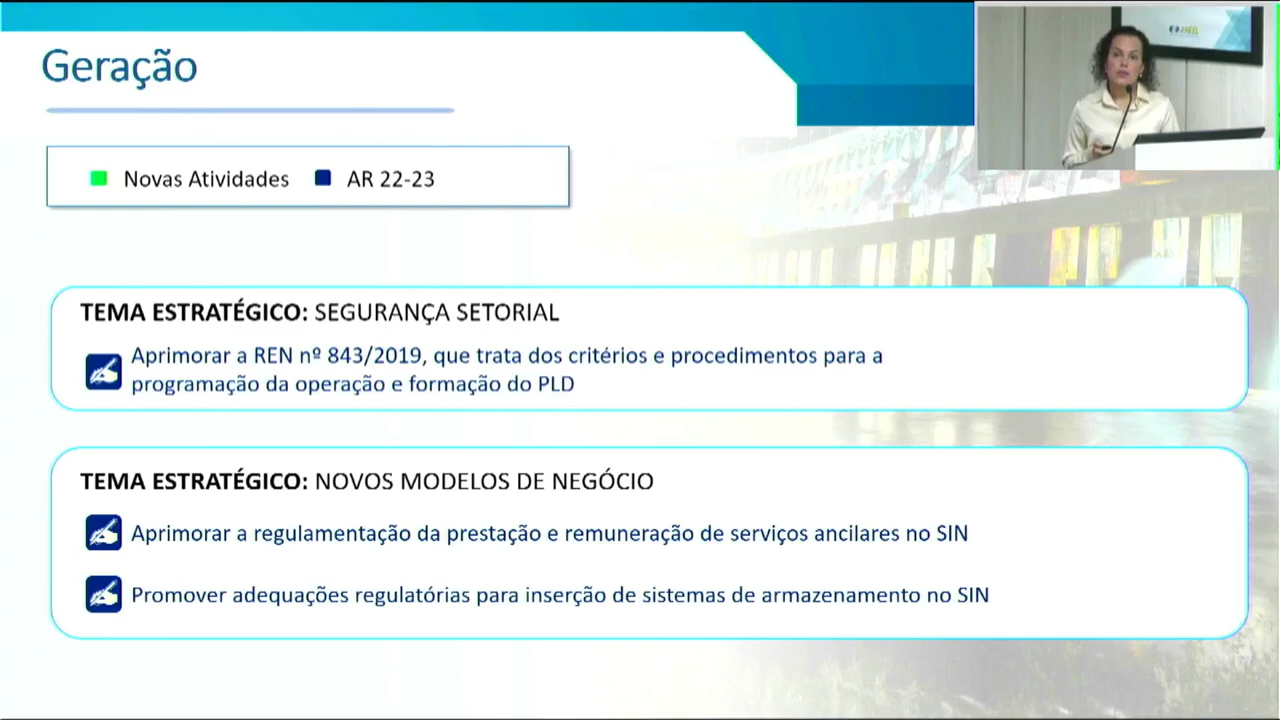 Geração
Novas Atividades AR 22-23
TEMA ESTRATÉGICO: SEGURANÇA SETORIAL
Aprimorar a REN nº 843/2019, que trata dos critérios e procedimentos para a
programação da operação e formação do PLD
TEMA ESTRATÉGICO: NOVOS MODELOS DE NEGÓCIO
Aprimorar a regulamentação da prestação e remuneração de serviços ancilares no SIN
Promover adequações regulatórias para inserção de sistemas de armazenamento no SIN
ANEEL